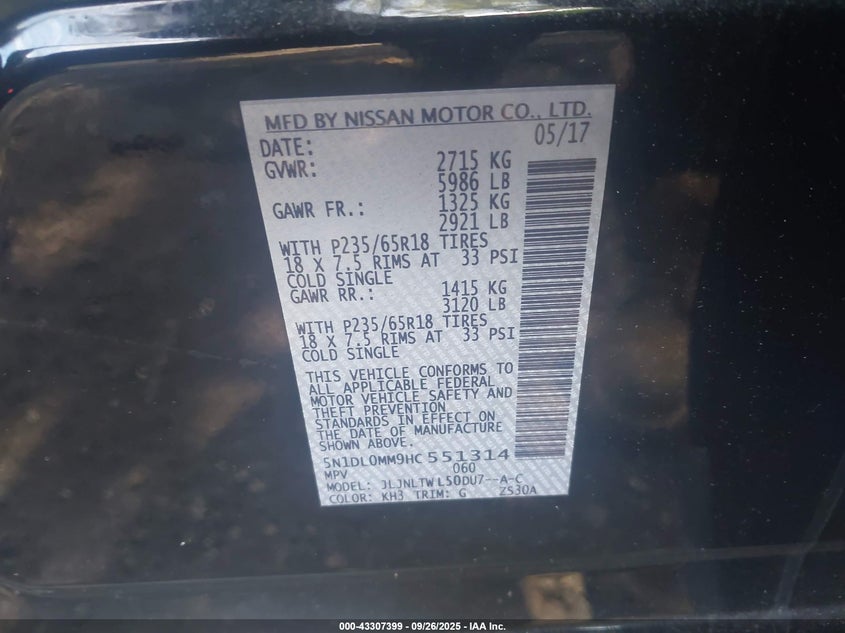 MFD BY NISSAN MOTOR CO., LTD.
DATE: 05/17
GVWR: 2715 KG
5986 LB
GAWR FR.: 1325 KG
2921 LB
WITH P235/65R18 TIRES
18 X 7.5 RIMS AT 33 PSI
COLD SINGLE
GAWR RR.: 1415 KG
3120 LB
WITH P235/65R18 TIRES
18 X 7.5 RIMS AT 33 PSI
COLD SINGLE
THIS VEHICLE CONFORMS TO
ALL APPLICABLE FEDERAL
MOTOR VEHICLE SAFETY AND
THEFT PREVENTION
STANDARDS IN EFFECT ON
THE DATE OF MANUFACTURE
SHOWN ABOVE.
5N1DL0MM9HC551314
MPV 060
MODEL: JLJNLTWL50DU7--A-C
COLOR: KH3 TRIM: G ZS30A
000-43307399 - 09/26/2025 - IAA Inc.